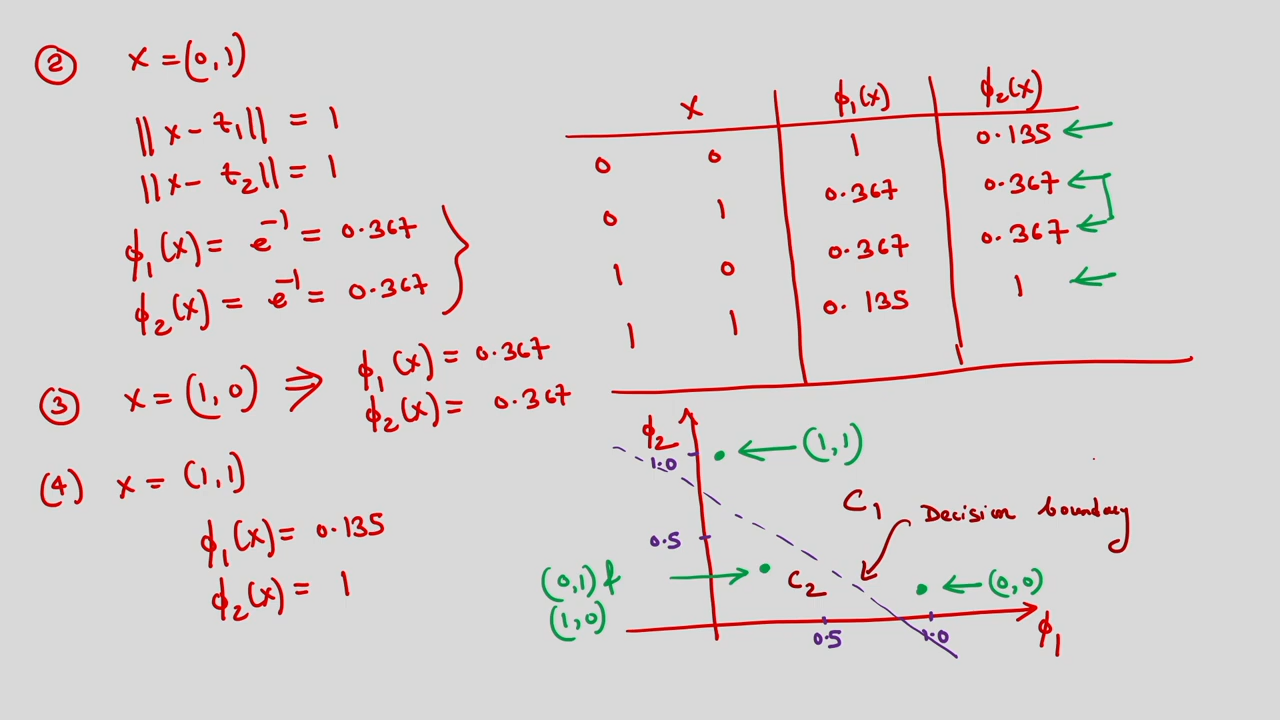 ② x = (0,1)
||x - t₁|| = 1
||x - t₂|| = 1
ϕ₁(x) = e⁻¹ = 0.367
ϕ₂(x) = e⁻¹ = 0.367
③ x = (1,0) ⇒ ϕ₁(x) = 0.367
ϕ₂(x) = 0.367
(4) x = (1,1)
ϕ₁(x) = 0.135
ϕ₂(x) = 1
x ϕ₁(x) ϕ₂(x)
0 0 1 0.135
0 1 0.367 0.367
1 0 0.367 0.367
1 1 0.135 1
ϕ₂
1.0
(1,1)
C₁
Decision boundary
0.5
(0,1) &
(1,0)
C₂
(0,0)
0.5
1.0
ϕ₁